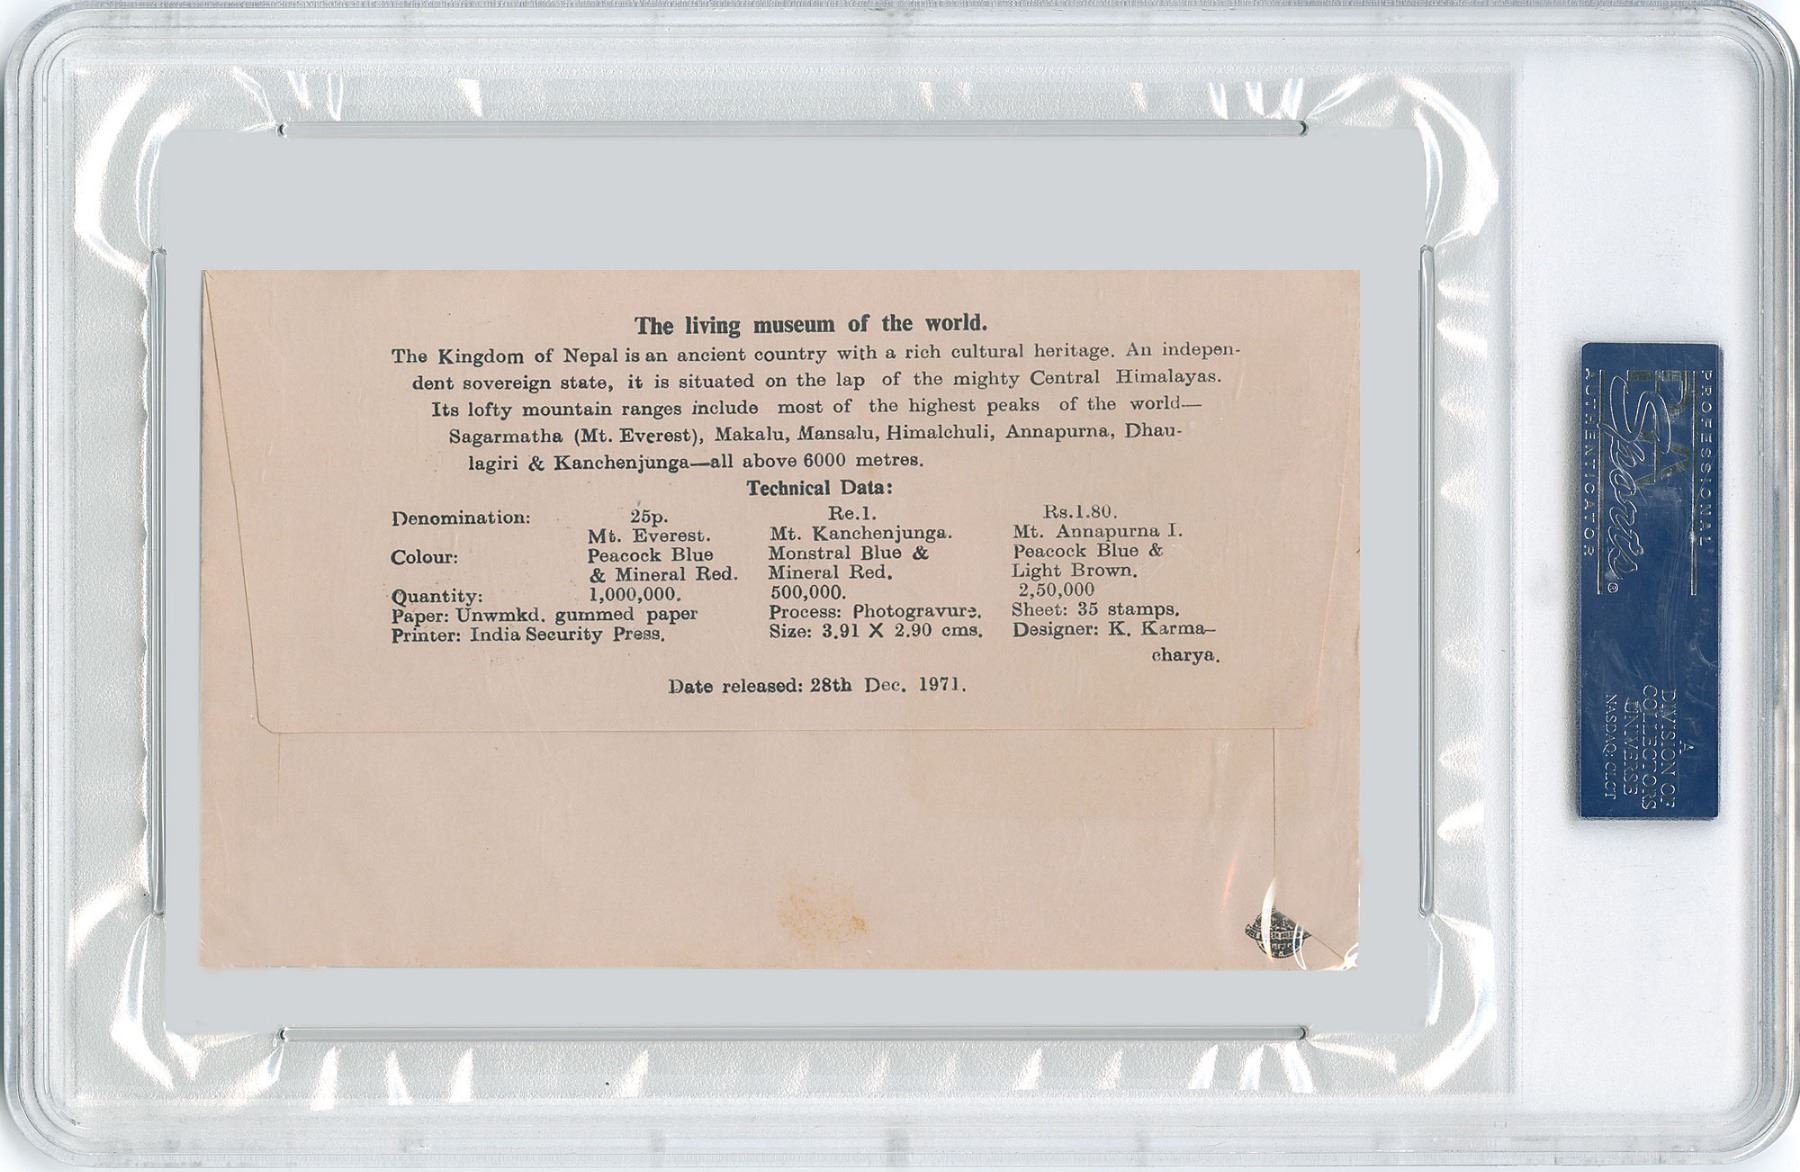 The living museum of the world.
The Kingdom of Nepal is an ancient country with a rich cultural heritage. An indepen-
dent sovereign state, it is situated on the lap of the mighty Central Himalayas.
Its lofty mountain ranges include most of the highest peaks of the world—
Sagarmatha (Mt. Everest), Makalu, Mansalu, Himalchuli, Annapurna, Dhau-
lagiri & Kanchenjunga—all above 6000 metres.
Technical Data:
Denomination: 25p. Re.1. Rs.1.80.
Mt. Everest. Mt. Kanchenjunga. Mt. Annapurna I.
Colour: Peacock Blue Monstral Blue & Peacock Blue &
& Mineral Red. Mineral Red. Light Brown.
Quantity: 1,000,000. 500,000. 2,50,000
Paper: Unwmkd. gummed paper Process: Photogravure. Sheet: 35 stamps.
Printer: India Security Press. Size: 3.91 X 2.90 cms. Designer: K. Karma-
charya.
Date released: 28th Dec. 1971.
PROFESSIONAL
PSA
Sports
AUTHENTICATOR
A
DIVISION OF
COLLECTORS
UNIVERSE
NASDAQ: CLCT